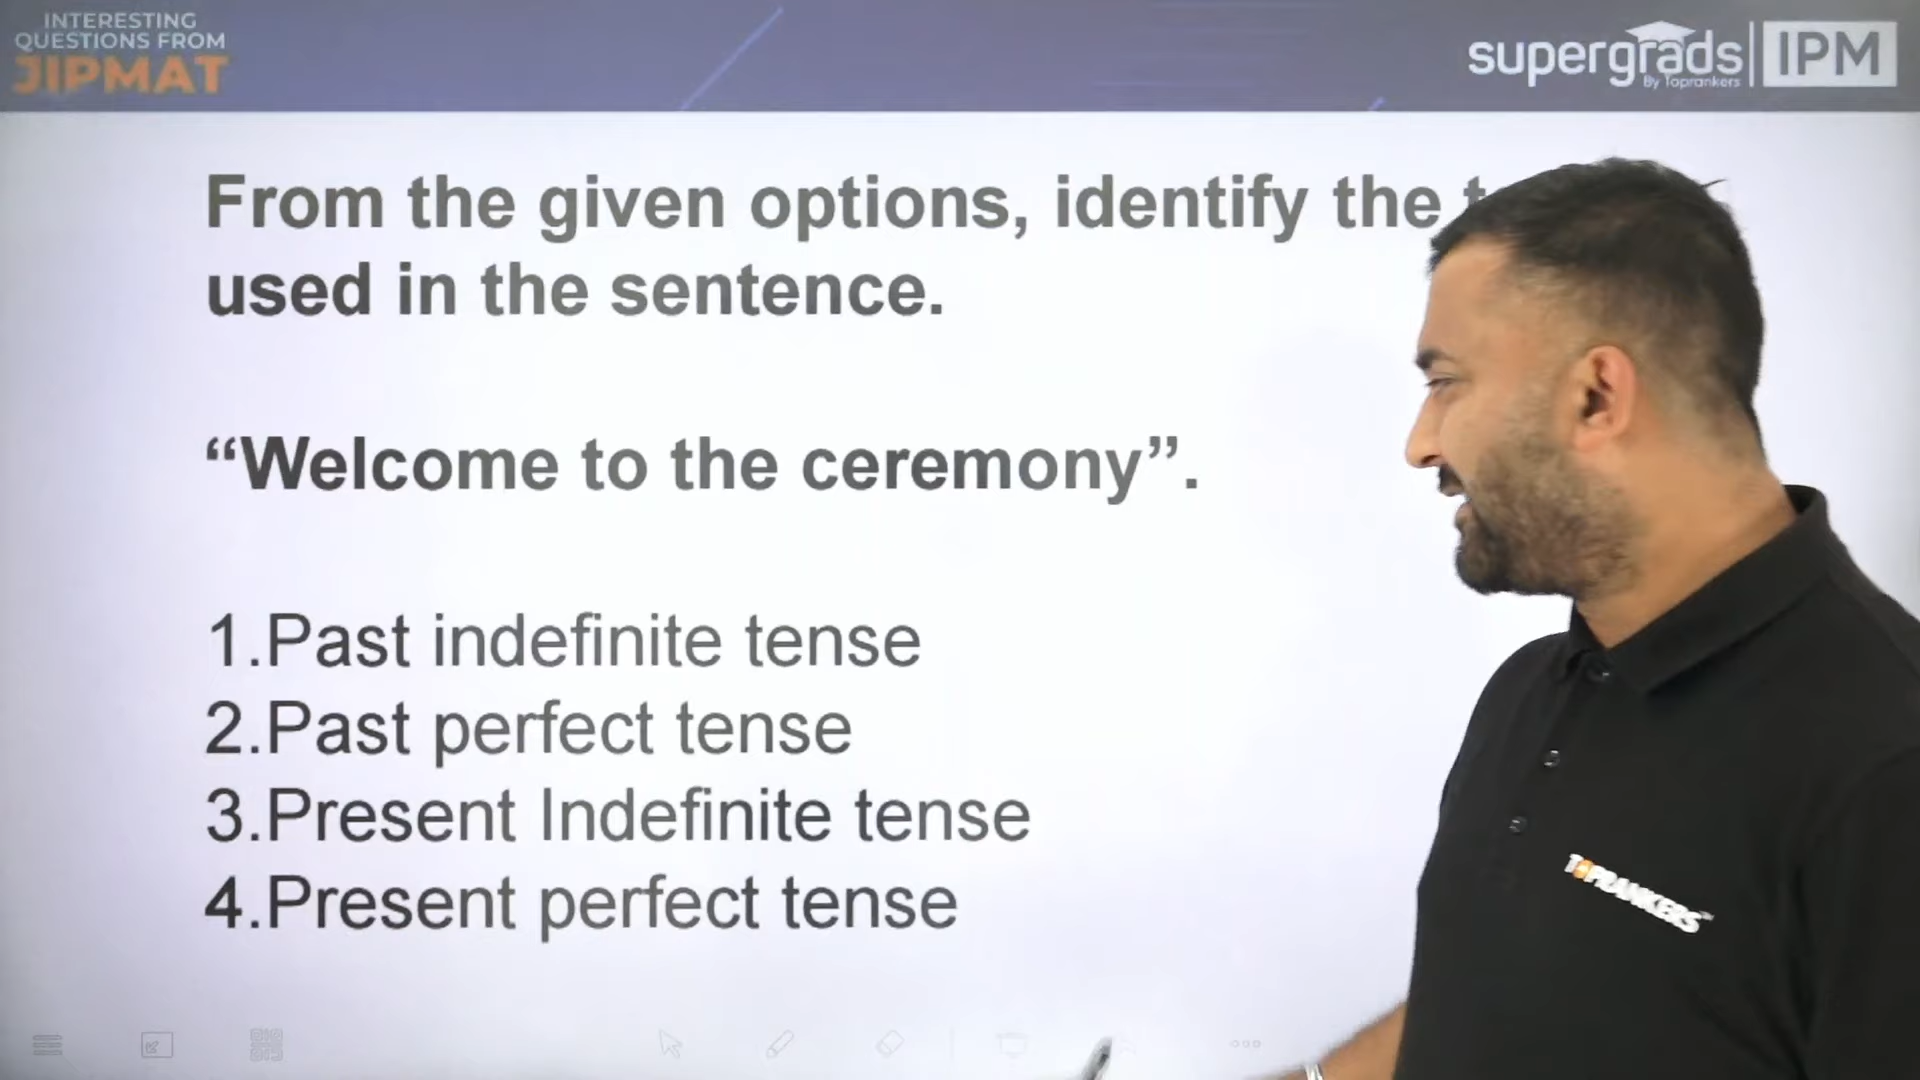 INTERESTING
QUESTIONS FROM
JIPMAT
supergrads
By Toprankers
IPM
From the given options, identify the
used in the sentence.
“Welcome to the ceremony”.
1.Past indefinite tense
2.Past perfect tense
3.Present Indefinite tense
4.Present perfect tense
TOPRANKERS